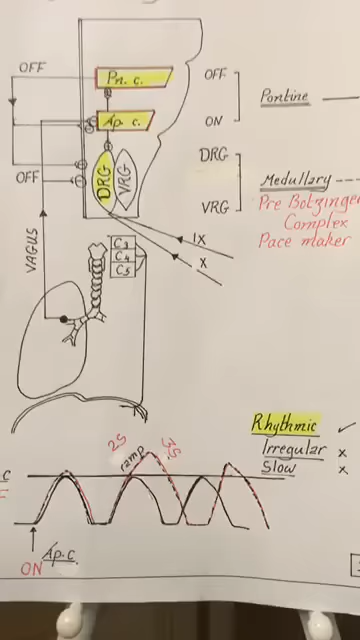 OFF
Pn. c.
OFF
Pontine
Ap. c.
ON
DRG
VRG
DRG
OFF
Medullary
VRG
Pre Botzinger
Complex
Pace maker
VAGUS
IX
X
C3
C4
C5
Rhythmic
Irregular x
Slow x
2S
ramp
3S
.c
Ap.c.
ON